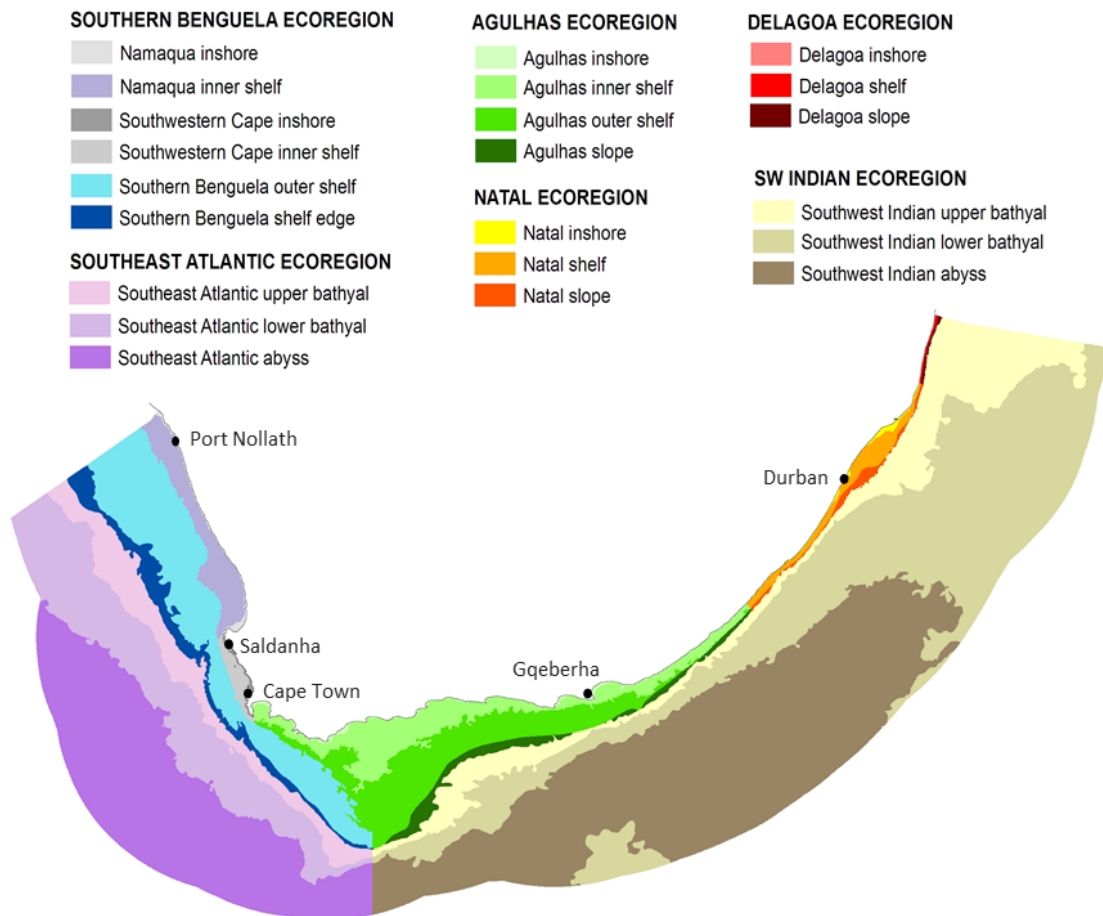 SOUTHERN BENGUELA ECOREGION
Namaqua inshore
Namaqua inner shelf
Southwestern Cape inshore
Southwestern Cape inner shelf
Southern Benguela outer shelf
Southern Benguela shelf edge
SOUTHEAST ATLANTIC ECOREGION
Southeast Atlantic upper bathyal
Southeast Atlantic lower bathyal
Southeast Atlantic abyss
AGULHAS ECOREGION
Agulhas inshore
Agulhas inner shelf
Agulhas outer shelf
Agulhas slope
NATAL ECOREGION
Natal inshore
Natal shelf
Natal slope
DELAGOA ECOREGION
Delagoa inshore
Delagoa shelf
Delagoa slope
SW INDIAN ECOREGION
Southwest Indian upper bathyal
Southwest Indian lower bathyal
Southwest Indian abyss
Port Nollath
Durban
Saldanha
Gqeberha
Cape Town